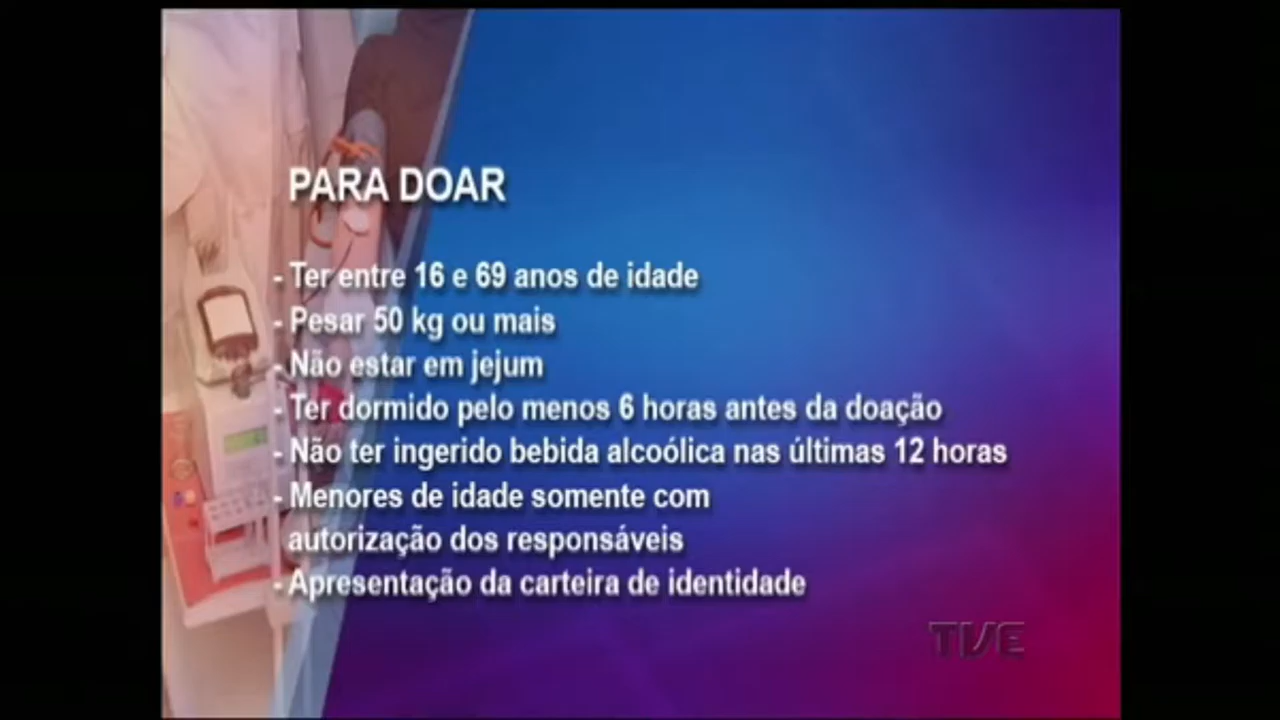 PARA DOAR
- Ter entre 16 e 69 anos de idade
- Pesar 50 kg ou mais
- Não estar em jejum
- Ter dormido pelo menos 6 horas antes da doação
- Não ter ingerido bebida alcoólica nas últimas 12 horas
- Menores de idade somente com
autorização dos responsáveis
- Apresentação da carteira de identidade
TVE